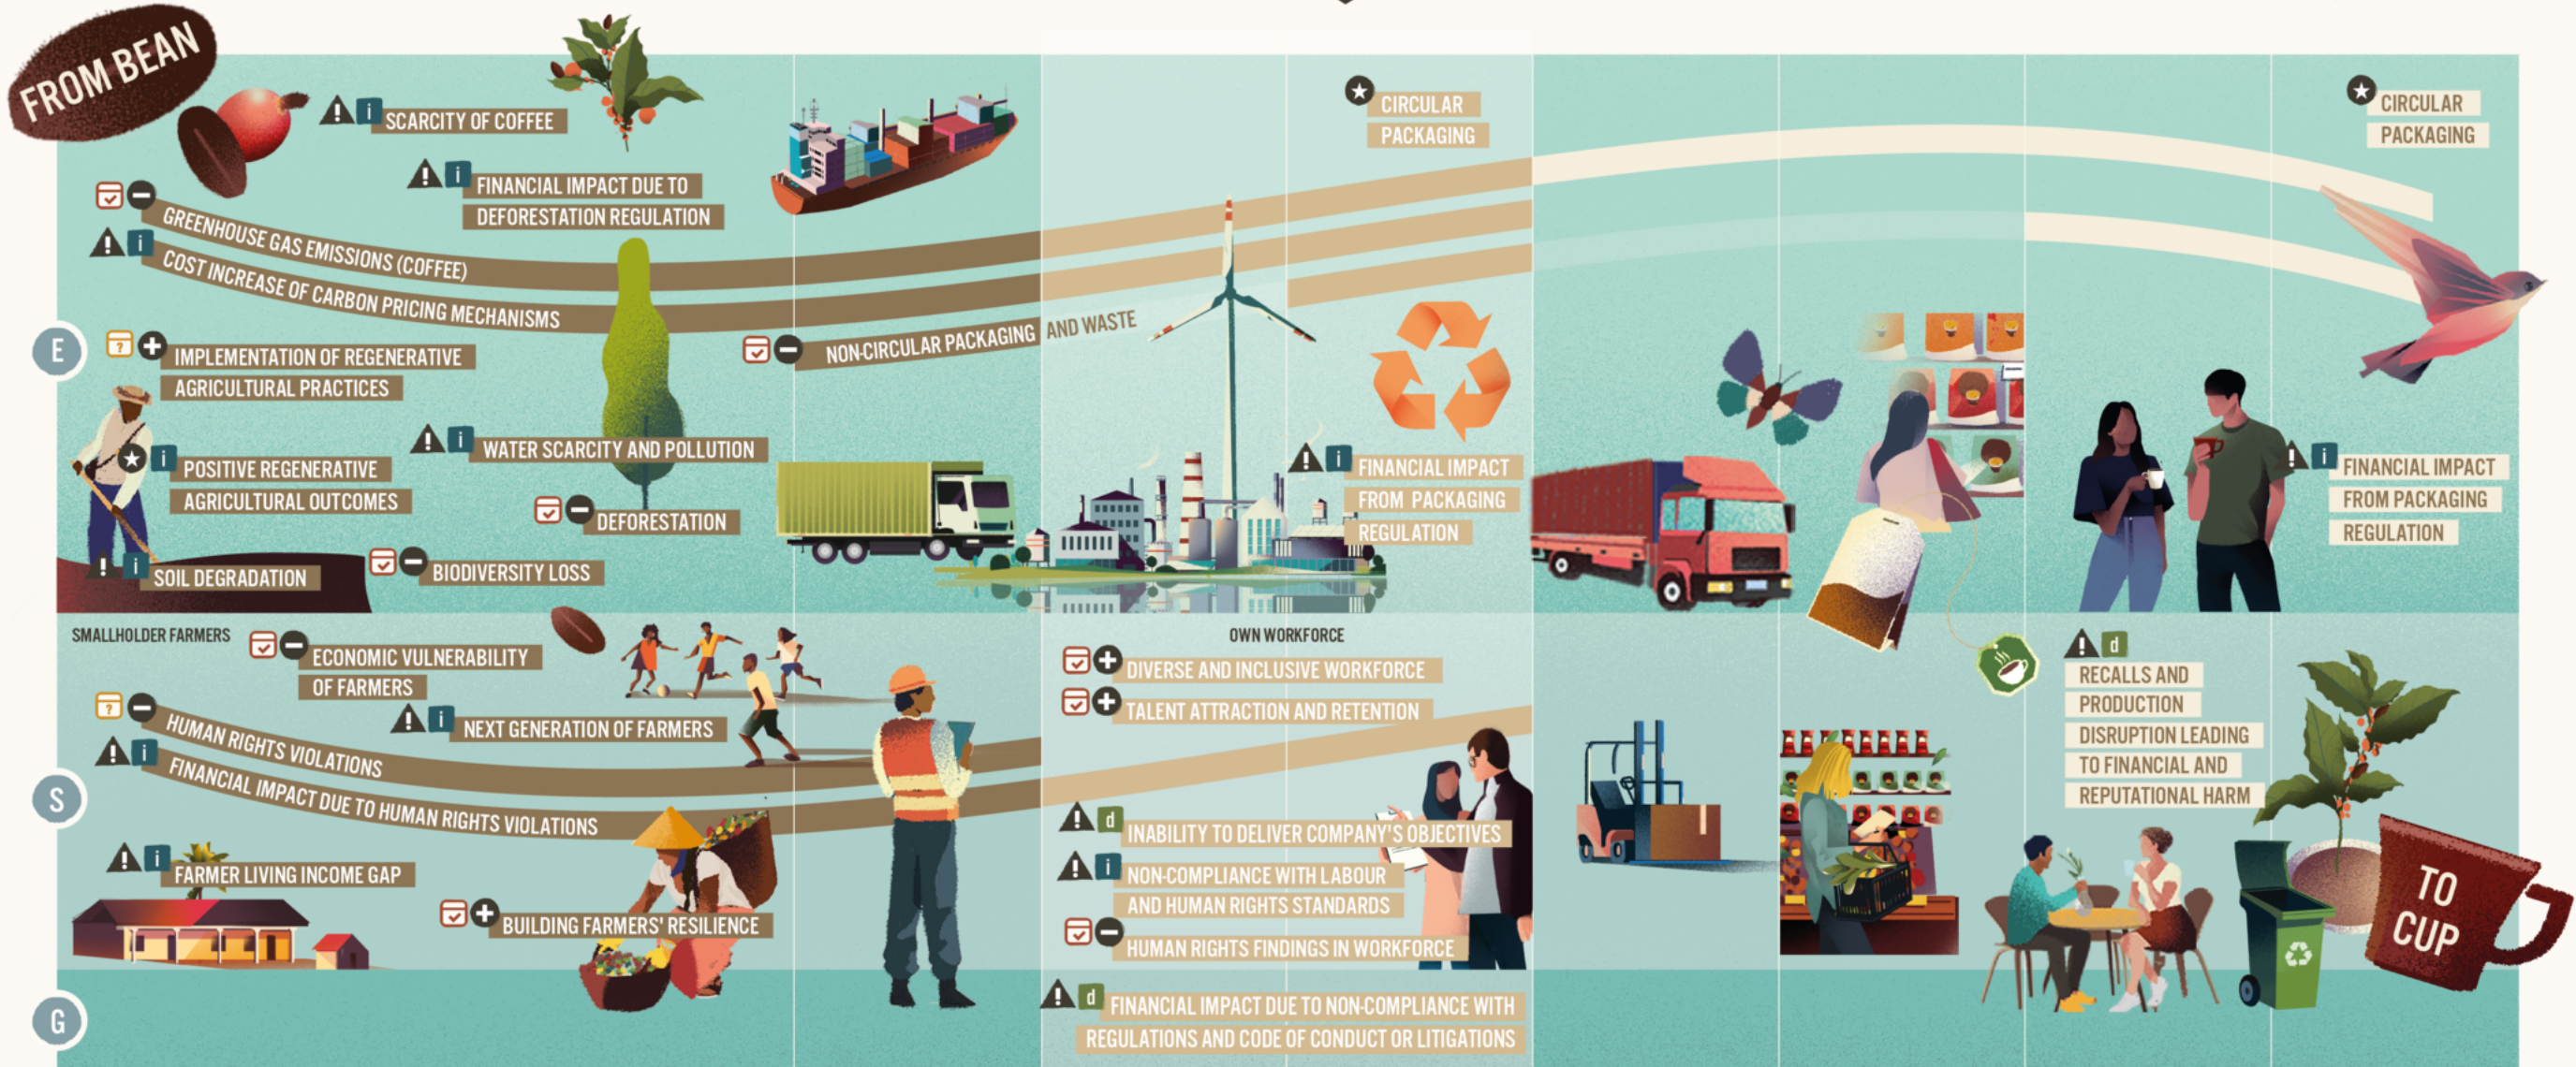 FROM BEAN
SCARCITY OF COFFEE
FINANCIAL IMPACT DUE TO
DEFORESTATION REGULATION
GREENHOUSE GAS EMISSIONS (COFFEE)
COST INCREASE OF CARBON PRICING MECHANISMS
CIRCULAR
PACKAGING
CIRCULAR
PACKAGING
E
IMPLEMENTATION OF REGENERATIVE
AGRICULTURAL PRACTICES
NON-CIRCULAR PACKAGING AND WASTE
POSITIVE REGENERATIVE
AGRICULTURAL OUTCOMES
WATER SCARCITY AND POLLUTION
DEFORESTATION
SOIL DEGRADATION
BIODIVERSITY LOSS
FINANCIAL IMPACT
FROM PACKAGING
REGULATION
FINANCIAL IMPACT
FROM PACKAGING
REGULATION
SMALLHOLDER FARMERS
ECONOMIC VULNERABILITY
OF FARMERS
NEXT GENERATION OF FARMERS
HUMAN RIGHTS VIOLATIONS
FINANCIAL IMPACT DUE TO HUMAN RIGHTS VIOLATIONS
S
FARMER LIVING INCOME GAP
BUILDING FARMERS' RESILIENCE
OWN WORKFORCE
DIVERSE AND INCLUSIVE WORKFORCE
TALENT ATTRACTION AND RETENTION
d INABILITY TO DELIVER COMPANY'S OBJECTIVES
i NON-COMPLIANCE WITH LABOUR
AND HUMAN RIGHTS STANDARDS
HUMAN RIGHTS FINDINGS IN WORKFORCE
d
RECALLS AND
PRODUCTION
DISRUPTION LEADING
TO FINANCIAL AND
REPUTATIONAL HARM
TO
CUP
G
d FINANCIAL IMPACT DUE TO NON-COMPLIANCE WITH
REGULATIONS AND CODE OF CONDUCT OR LITIGATIONS